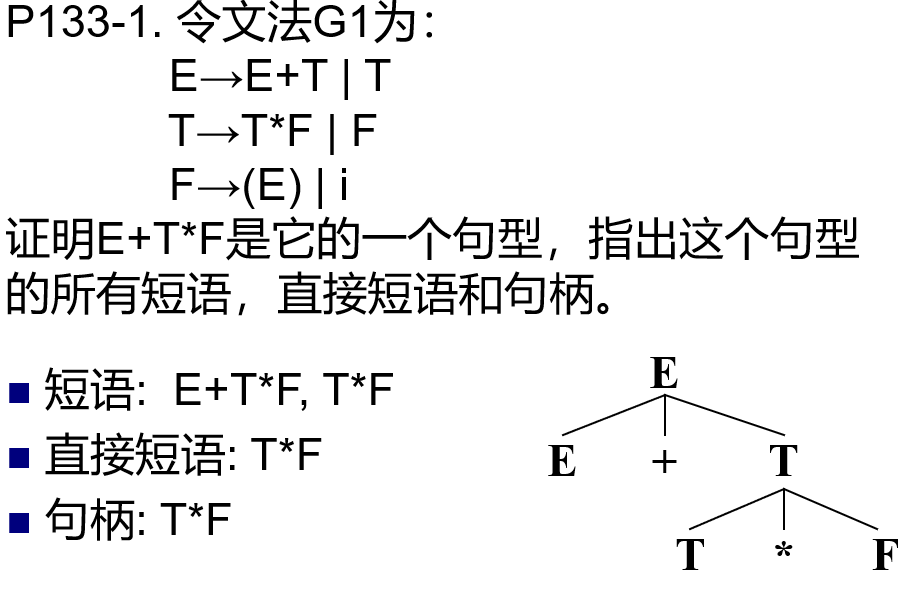 P133-1. 令文法G1为：
E→E+T | T
T→T*F | F
F→(E) | i
证明E+T*F是它的一个句型，指出这个句型
的所有短语，直接短语和句柄。
■ 短语: E+T*F, T*F
■ 直接短语: T*F
■ 句柄: T*F
E
E + T
T * F